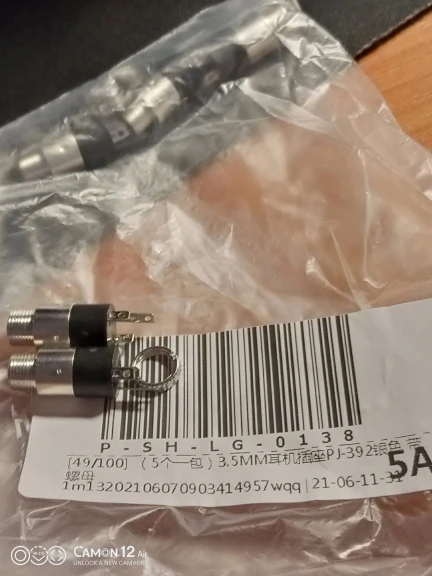 P-SH-LG-0138
[49/100] （5个一包）3.5MM耳机插座PJ-392银色 带
螺母
5A
1m13202106070903414957wqq | 21-06-11-31
CAMON 12 Air
UNLOCK A NEW CAMERA!